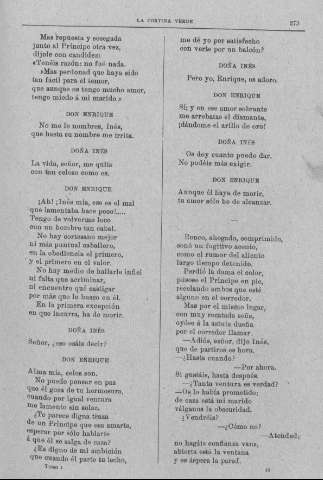 LA CORTINA VERDE
273
Mas repuesta y sosegada
junto al Príncipe otra vez,
díjole con candidez:
«Tenéis razón: no fué nada.
»Mas perdonad que haya sido
tan fácil para el temor,
que aunque os tengo mucho amor,
tengo miedo á mi marido.»
DON ENRIQUE
No me lo nombres, Inés,
que hasta su nombre me irrita.
DOÑA INÉS
La vida, señor, me quita
con tan celoso como es.
DON ENRIQUE
¡Ah! ¡Inés mía, ese es el mal
que lamentaba hace poco!....
Tengo de volverme loco
con un hombre tan cabal.
No hay cortesano mejor
ni más puntual caballero,
en la obediencia el primero,
y el primero en el valor.
No hay medio de hallarle infiel
ni falta que acriminar,
ni encuentro qué castigar
por más que lo busco en él.
En la primera excepción
en que incurra, ha de morir.
DOÑA INÉS
Señor, ¿eso osáis decir?
DON ENRIQUE
Alma mía, celos son.
No puedo pensar en paz
que él goza de tu hermosura,
cuando por igual ventura
me lamento sin solaz.
¿Te parece digna traza
de un Príncipe que esa amarte,
esperar por sólo hablarte
á que él se salga de caza?
¿Es digno de mi ambición
que cuando él parte tu lecho,
TOMO I
me dé yo por satisfecho
con verte por un balcón?
DOÑA INÉS
Pero yo, Enrique, os adoro.
DON ENRIQUE
Sí; y en ese amor sobrante
me arrebatas el diamante,
dándome el arillo de oro!
DOÑA INÉS
Os doy cuanto puedo dar.
No podéis más exigir.
DON ENRIQUE
Aunque él haya de morir,
tu amor sólo he de alcanzar.
Ronco, ahogado, comprimido,
sonó un fugitivo acento,
como el rumor del aliento
largo tiempo detenido.
Perdió la dama el color,
púsose el Príncipe en pie,
recelando ambos que esté
alguno en el corredor.
Mas por el mismo lugar,
con muy contada seña,
oyóse á la astuta dueña
por el corredor llamar
—Adiós, señor, dijo Inés,
que de partiros es hora.
—¿Hasta cuándo?
—Por ahora.
Si gustáis, hasta después.
—¿Tanta ventura es verdad?
—Os lo había prometido;
de caza está mi marido
válganos la obscuridad.
¿Vendréis?
—¿Cómo no?
—Atended;
no hagáis confianza vana,
abierta está la ventana
y es áspera la pared.
18